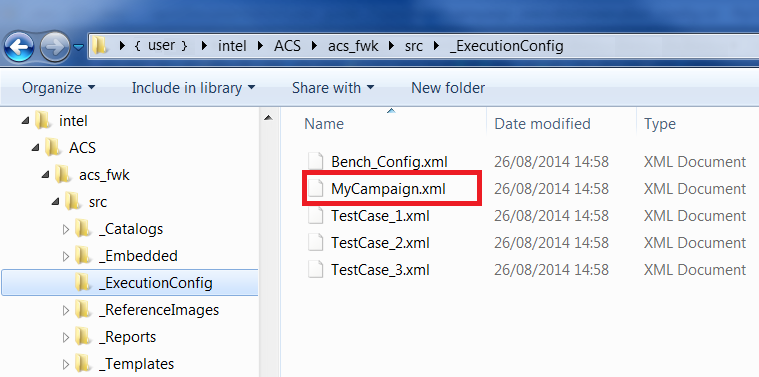 { user } intel ACS acs_fwk src _ExecutionConfig
Organize Include in library Share with New folder
intel
ACS
acs_fwk
src
_Catalogs
_Embedded
_ExecutionConfig
_ReferenceImages
_Reports
_Templates
Name Date modified Type
Bench_Config.xml 26/08/2014 14:58 XML Document
MyCampaign.xml 26/08/2014 14:58 XML Document
TestCase_1.xml 26/08/2014 14:58 XML Document
TestCase_2.xml 26/08/2014 14:58 XML Document
TestCase_3.xml 26/08/2014 14:58 XML Document